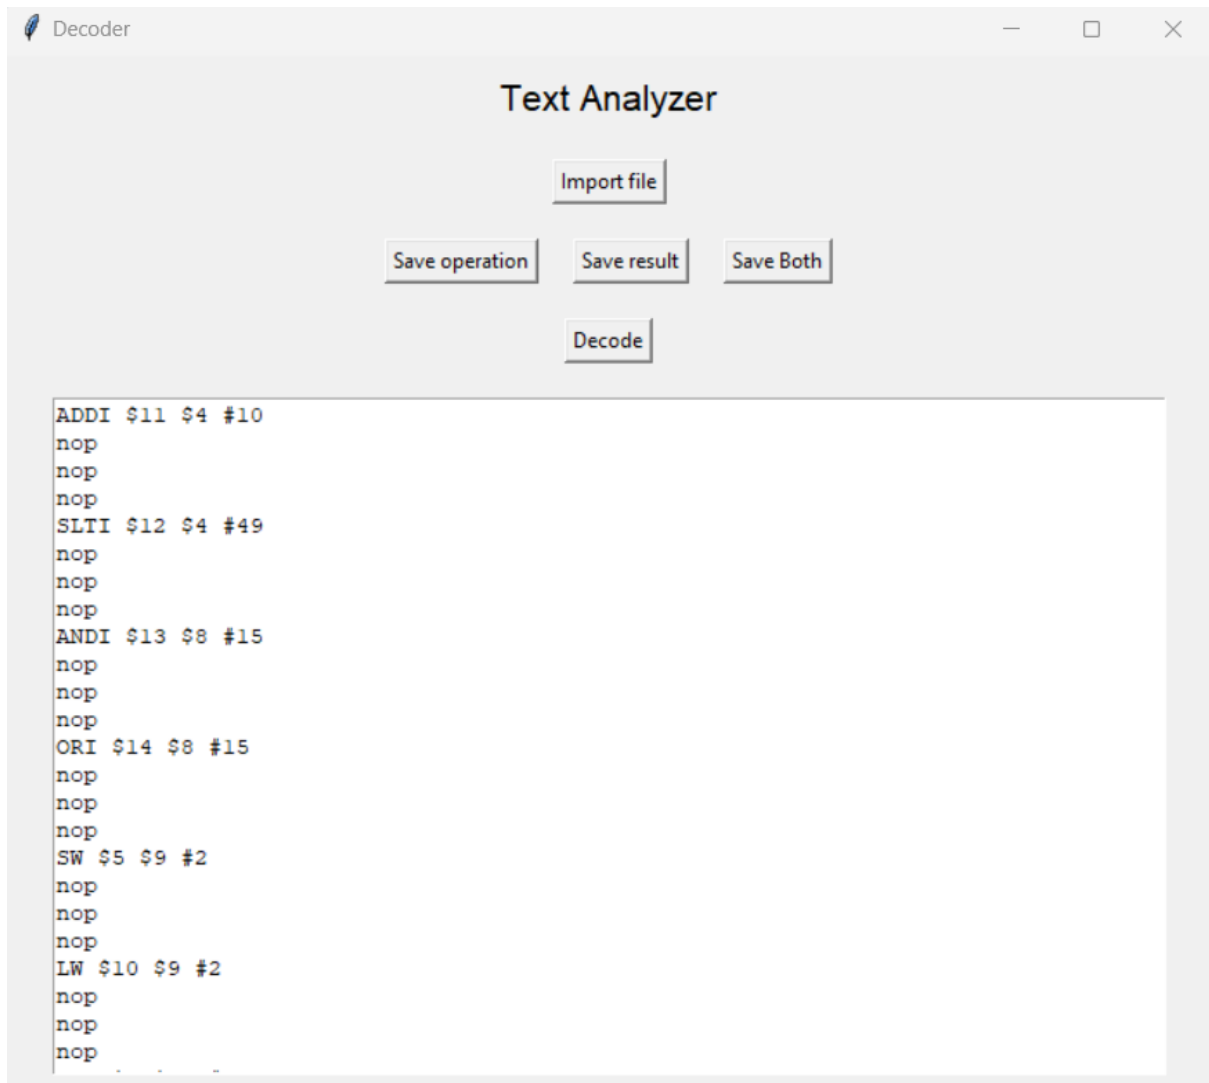 Decoder
Text Analyzer
Import file
Save operation Save result Save Both
Decode
ADDI $11 $4 #10
nop
nop
nop
SLTI $12 $4 #49
nop
nop
nop
ANDI $13 $8 #15
nop
nop
nop
ORI $14 $8 #15
nop
nop
nop
SW $5 $9 #2
nop
nop
nop
LW $10 $9 #2
nop
nop
nop